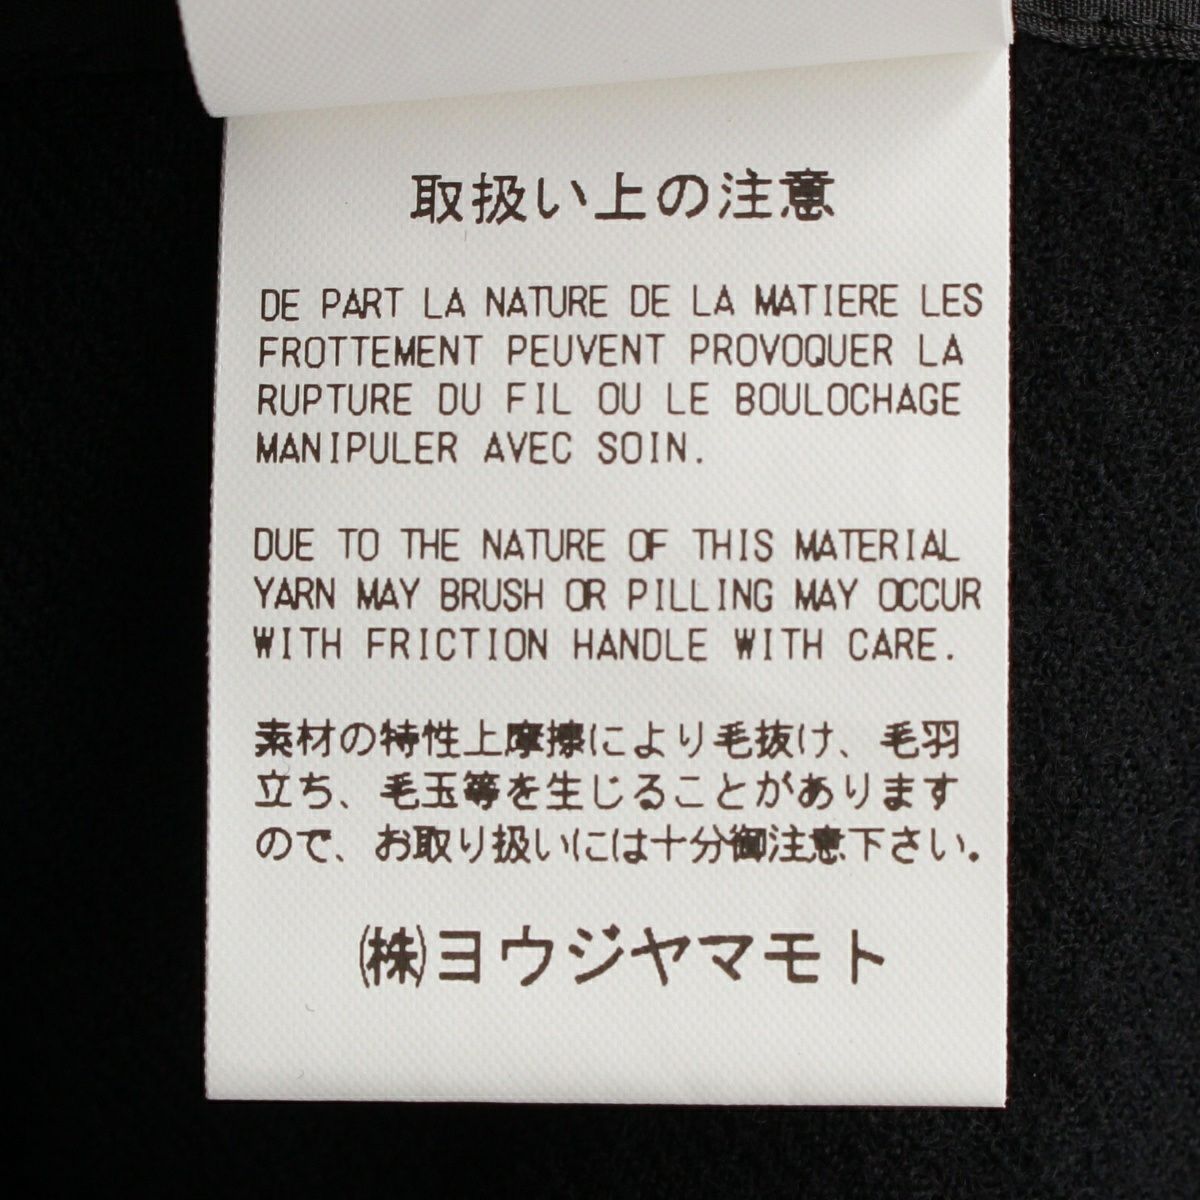 取扱い上の注意
DE PART LA NATURE DE LA MATIERE LES
FROTTEMENT PEUVENT PROVOQUER LA
RUPTURE DU FIL OU LE BOULOCHAGE
MANIPULER AVEC SOIN.
DUE TO THE NATURE OF THIS MATERIAL
YARN MAY BRUSH OR PILLING MAY OCCUR
WITH FRICTION HANDLE WITH CARE.
素材の特性上摩擦により毛抜け、毛羽
立ち、毛玉等を生じることがあります
ので、お取り扱いには十分御注意下さい。
㈱ヨウジヤマモト